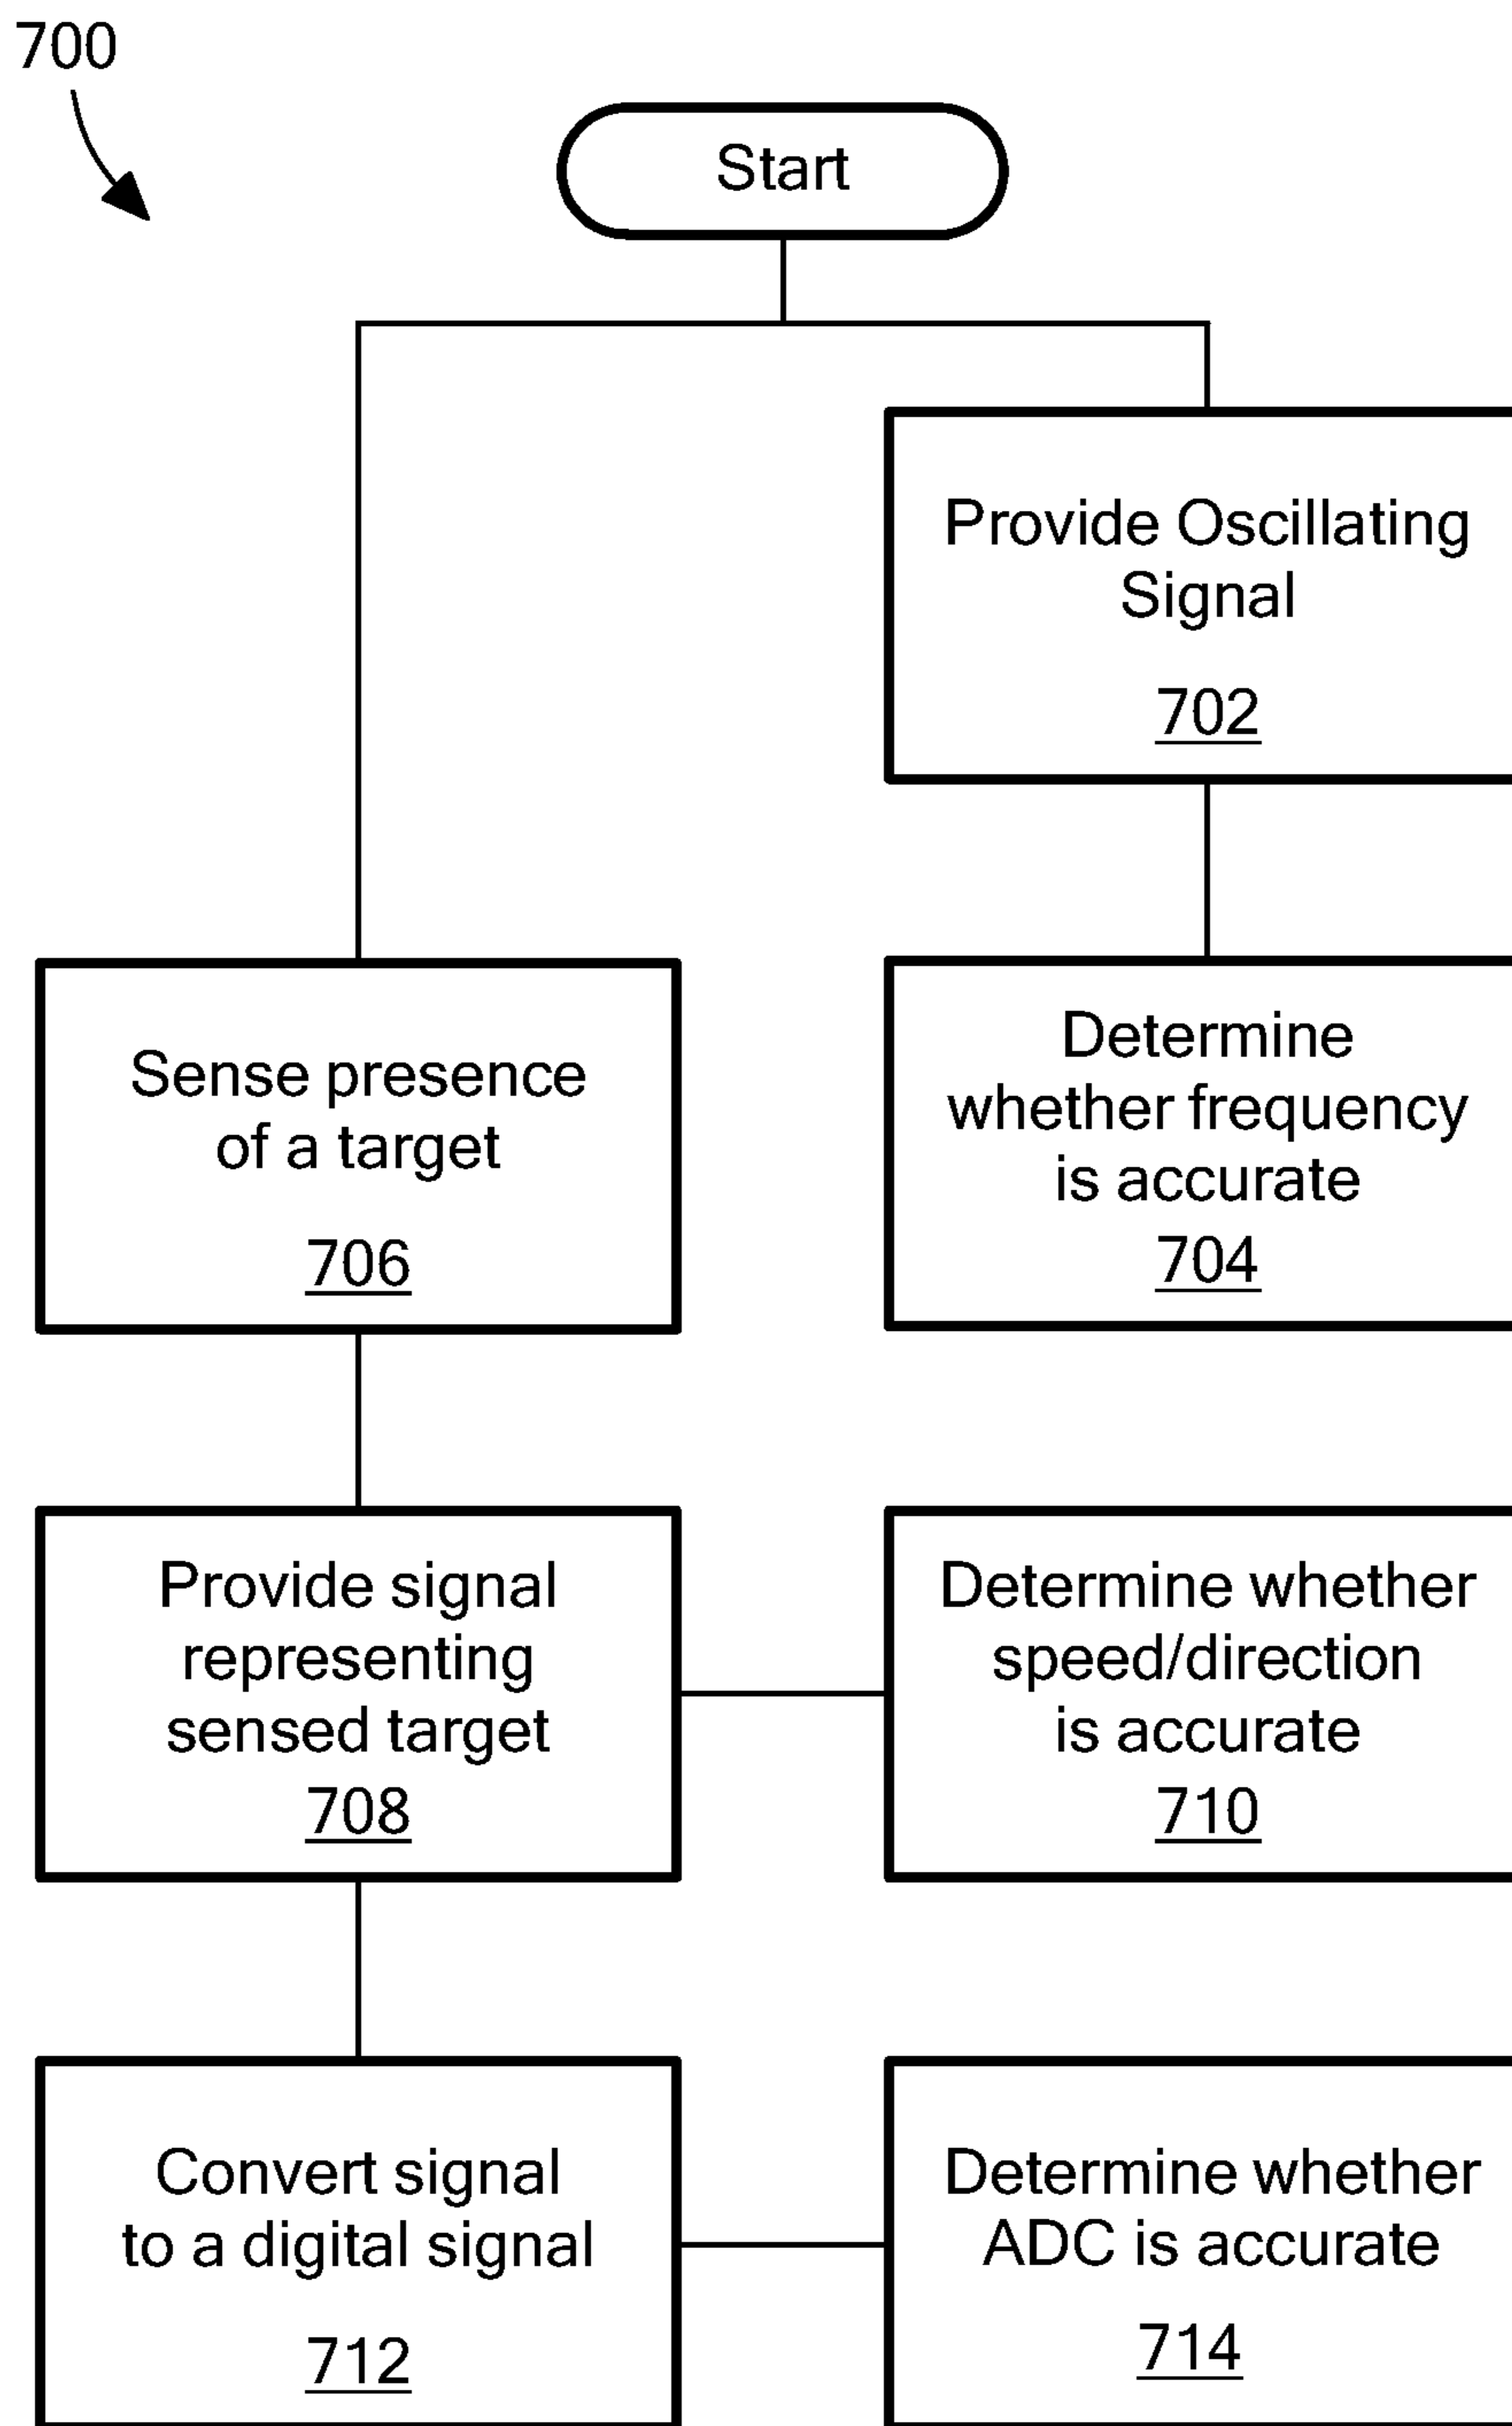 700
Start
Provide Oscillating
Signal
702
Sense presence
of a target
706
Determine
whether frequency
is accurate
704
Provide signal
representing
sensed target
708
Determine whether
speed/direction
is accurate
710
Convert signal
to a digital signal
712
Determine whether
ADC is accurate
714